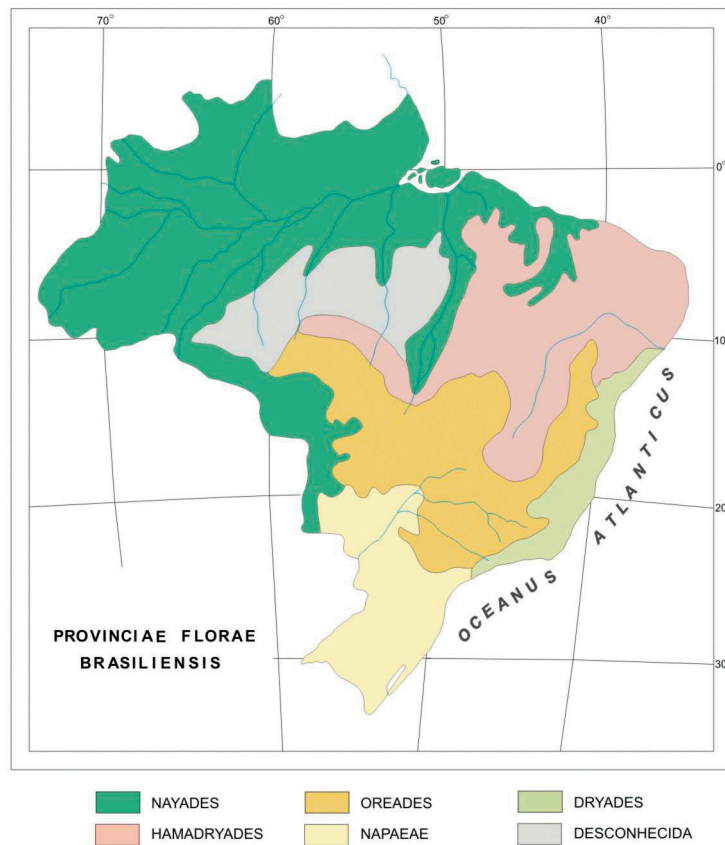 70°
60°
50°
40°
0°
10
20
30
OCEANUS ATLANTICUS
PROVINCIAE FLORAE
BRASILIENSIS
NAYADES
OREADES
DRYADES
HAMADRYADES
NAPAEAE
DESCONHECIDA